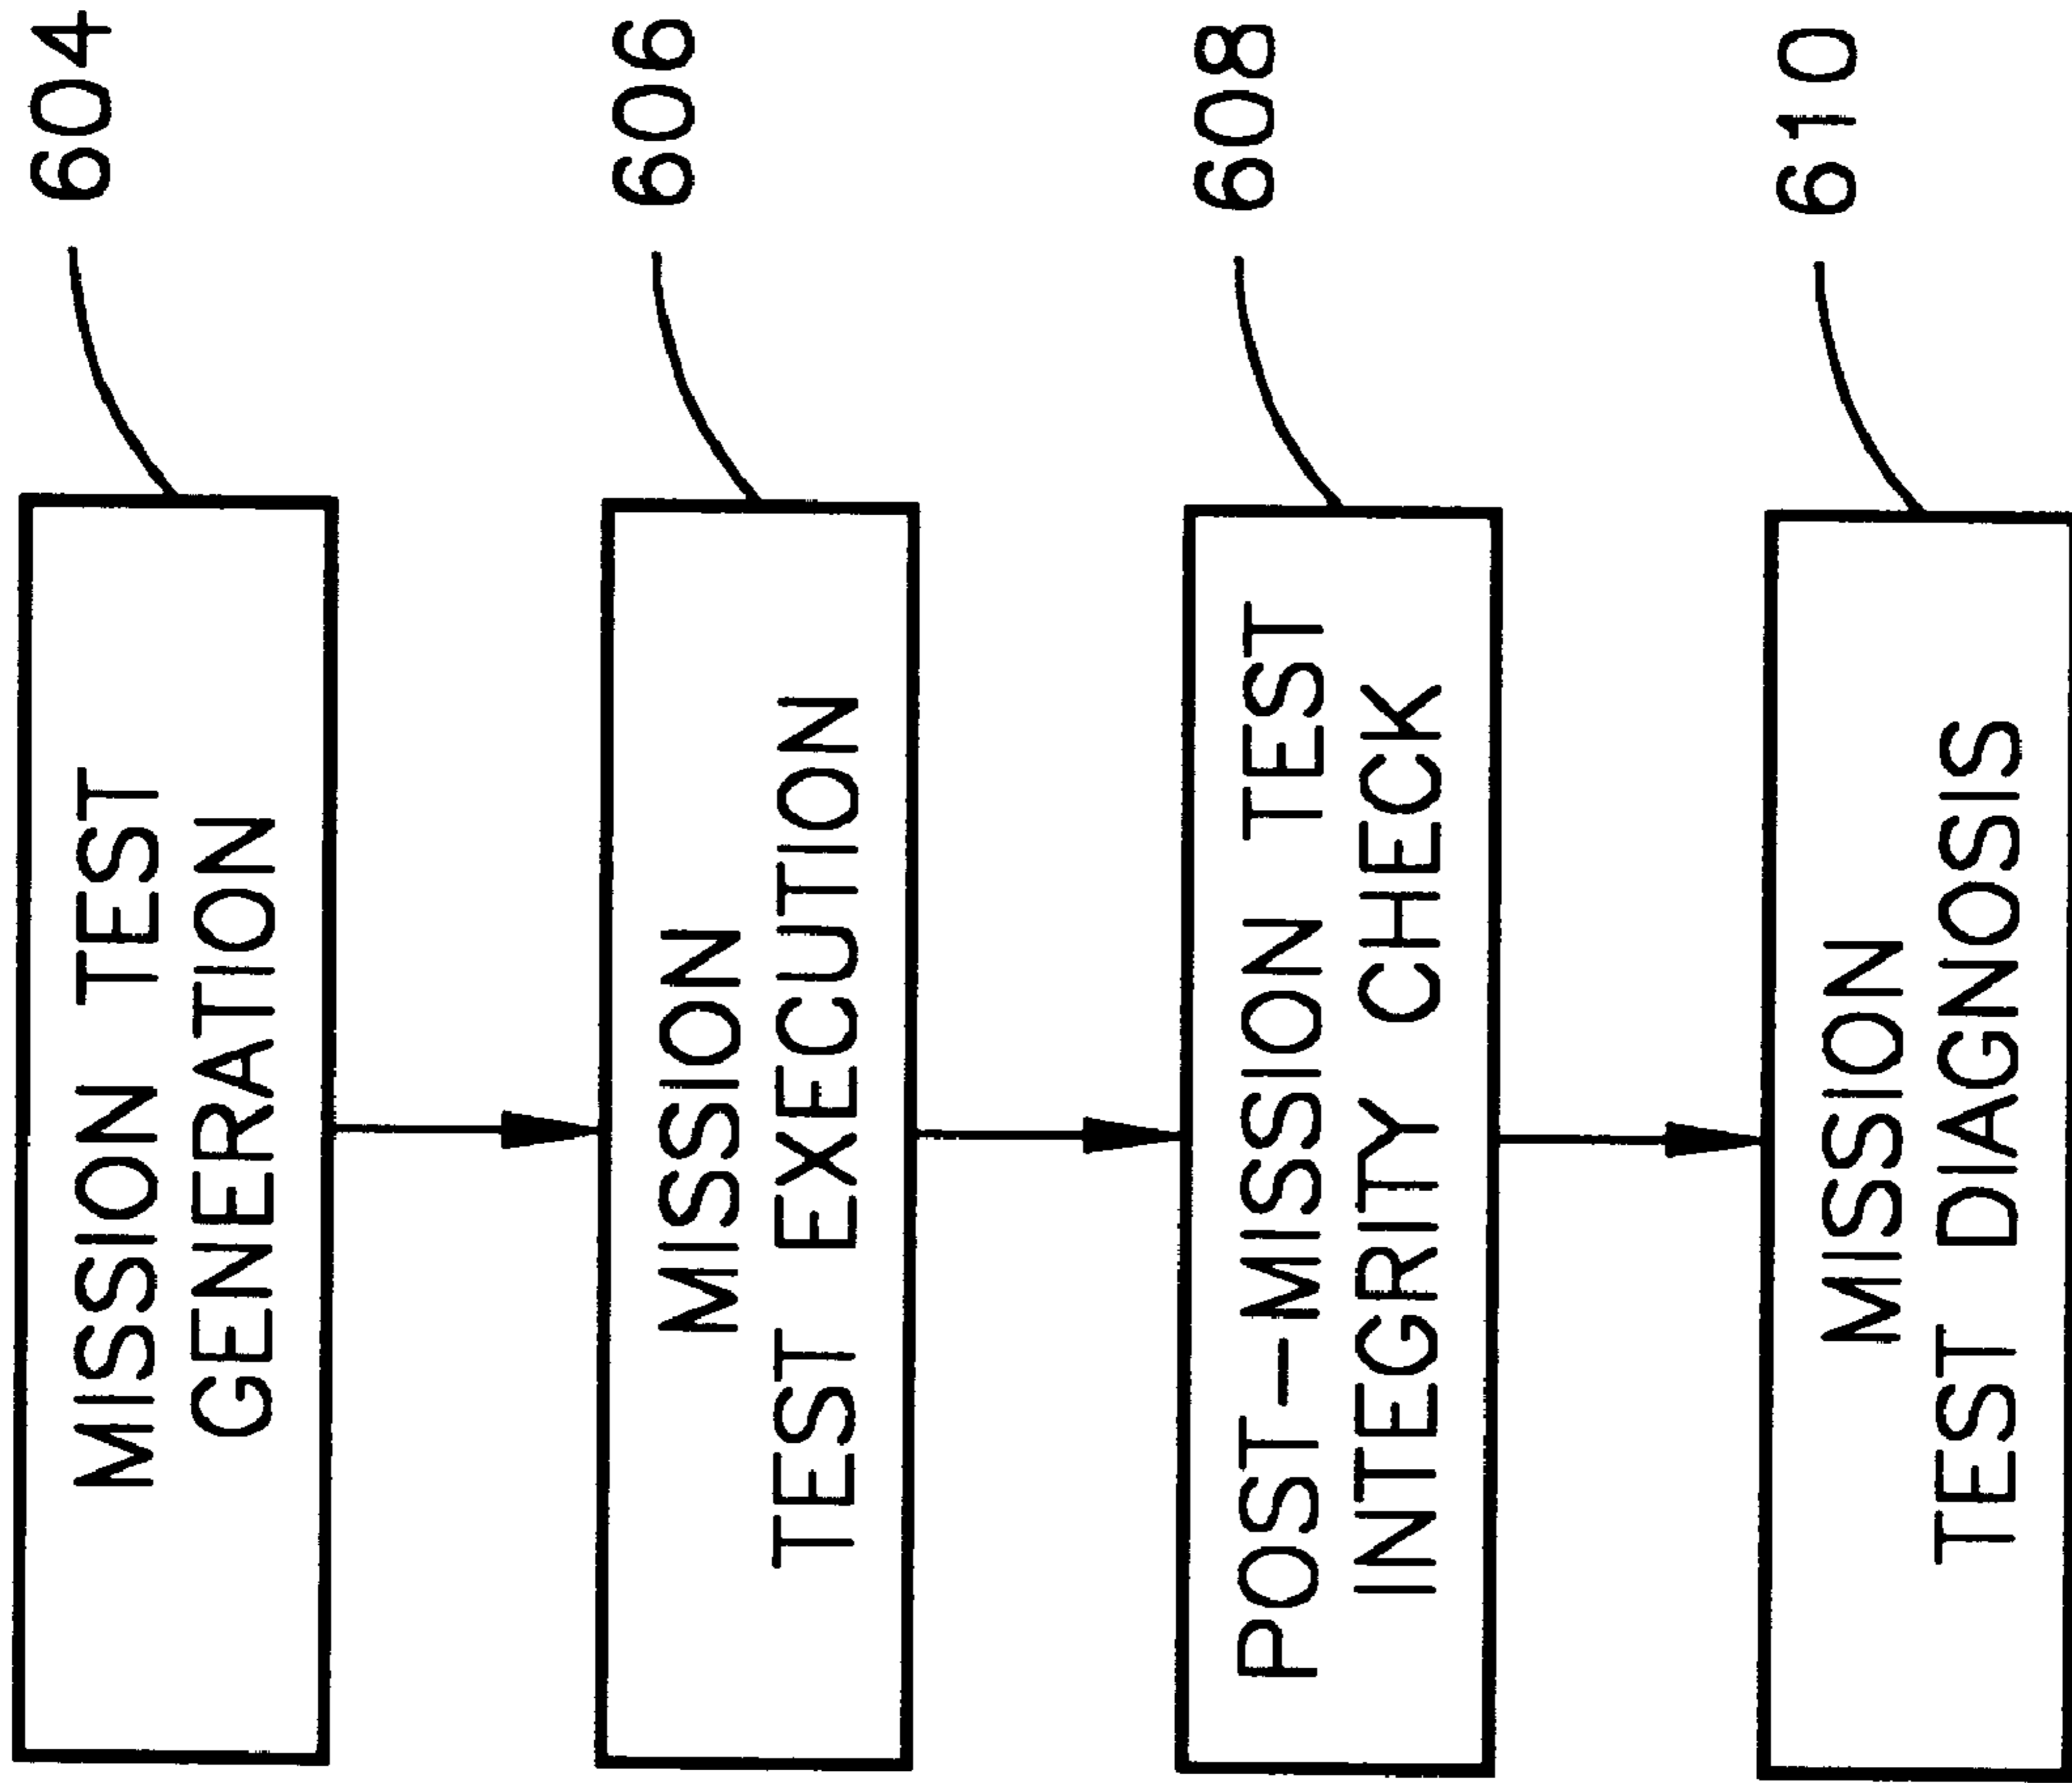 604
MISSION TEST
GENERATION
606
MISSION
TEST EXECUTION
608
POST-MISSION TEST
INTEGRITY CHECK
610
MISSION
TEST DIAGNOSIS